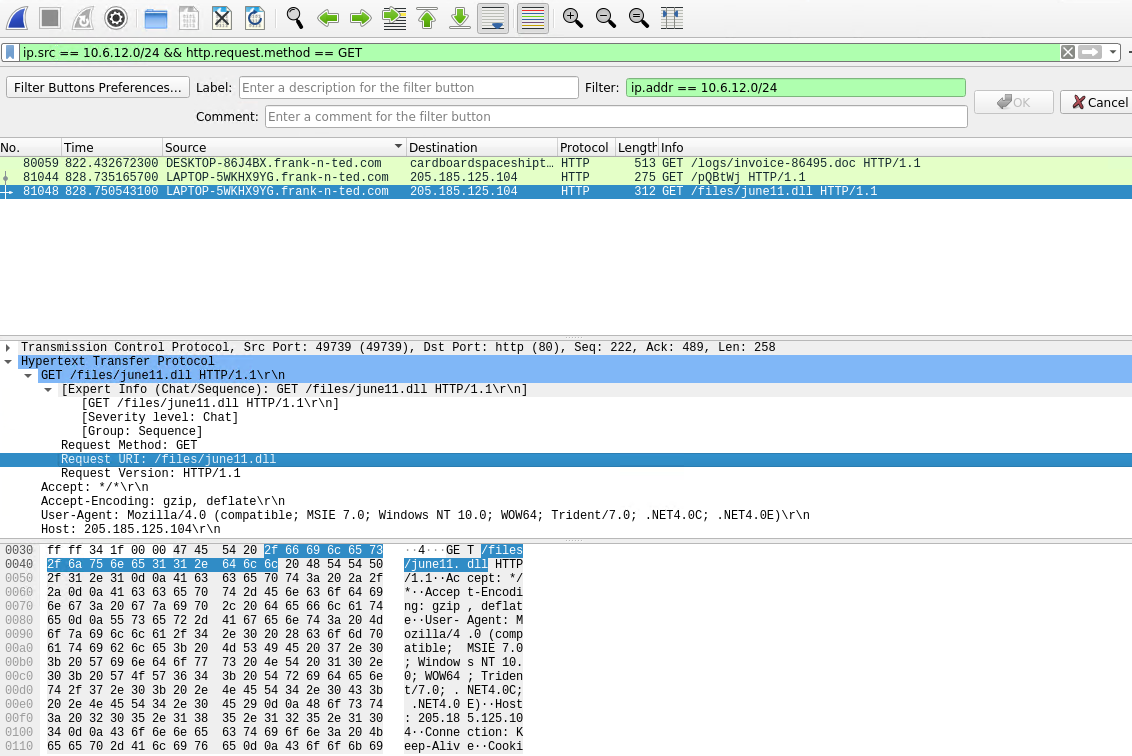 ip.src == 10.6.12.0/24 && http.request.method == GET
Filter Buttons Preferences... Label: Enter a description for the filter button Filter: ip.addr == 10.6.12.0/24
OK Cancel
Comment: Enter a comment for the filter button
No. Time Source Destination Protocol Length Info
80059 822.432672300 DESKTOP-86J4BX.frank-n-ted.com cardboardspaceshipt… HTTP 513 GET /logs/invoice-86495.doc HTTP/1.1
81044 828.735165700 LAPTOP-5WKHX9YG.frank-n-ted.com 205.185.125.104 HTTP 275 GET /pQBtWj HTTP/1.1
81048 828.750543100 LAPTOP-5WKHX9YG.frank-n-ted.com 205.185.125.104 HTTP 312 GET /files/june11.dll HTTP/1.1
Transmission Control Protocol, Src Port: 49739 (49739), Dst Port: http (80), Seq: 222, Ack: 489, Len: 258
Hypertext Transfer Protocol
GET /files/june11.dll HTTP/1.1\r\n
[Expert Info (Chat/Sequence): GET /files/june11.dll HTTP/1.1\r\n]
[GET /files/june11.dll HTTP/1.1\r\n]
[Severity level: Chat]
[Group: Sequence]
Request Method: GET
Request URI: /files/june11.dll
Request Version: HTTP/1.1
Accept: */*\r\n
Accept-Encoding: gzip, deflate\r\n
User-Agent: Mozilla/4.0 (compatible; MSIE 7.0; Windows NT 10.0; WOW64; Trident/7.0; .NET4.0C; .NET4.0E)\r\n
Host: 205.185.125.104\r\n
0030 ff ff 34 1f 00 00 47 45 54 20 2f 66 69 6c 65 73 ··4···GE T /files
0040 2f 6a 75 6e 65 31 31 2e 64 6c 6c 20 48 54 54 50 /june11. dll HTTP
0050 2f 31 2e 31 0d 0a 41 63 63 65 70 74 3a 20 2a 2f /1.1··Ac cept: */
0060 2a 0d 0a 41 63 63 65 70 74 2d 45 6e 63 6f 64 69 *··Accep t-Encodi
0070 6e 67 3a 20 67 7a 69 70 2c 20 64 65 66 6c 61 74 ng: gzip , deflat
0080 65 0d 0a 55 73 65 72 2d 41 67 65 6e 74 3a 20 4d e··User- Agent: M
0090 6f 7a 69 6c 6c 61 2f 34 2e 30 20 28 63 6f 6d 70 ozilla/4 .0 (comp
00a0 61 74 69 62 6c 65 3b 20 4d 53 49 45 20 37 2e 30 atible; MSIE 7.0
00b0 3b 20 57 69 6e 64 6f 77 73 20 4e 54 20 31 30 2e ; Window s NT 10.
00c0 30 3b 20 57 4f 57 36 34 3b 20 54 72 69 64 65 6e 0; WOW64 ; Triden
00d0 74 2f 37 2e 30 3b 20 2e 4e 45 54 34 2e 30 43 3b t/7.0; . NET4.0C;
00e0 20 2e 4e 45 54 34 2e 30 45 29 0d 0a 48 6f 73 74 .NET4.0 E)··Host
00f0 3a 20 32 30 35 2e 31 38 35 2e 31 32 35 2e 31 30 : 205.18 5.125.10
0100 34 0d 0a 43 6f 6e 6e 65 63 74 69 6f 6e 3a 20 4b 4··Conne ction: K
0110 65 65 70 2d 41 6c 69 76 65 0d 0a 43 6f 6f 6b 69 eep-Aliv e··Cooki